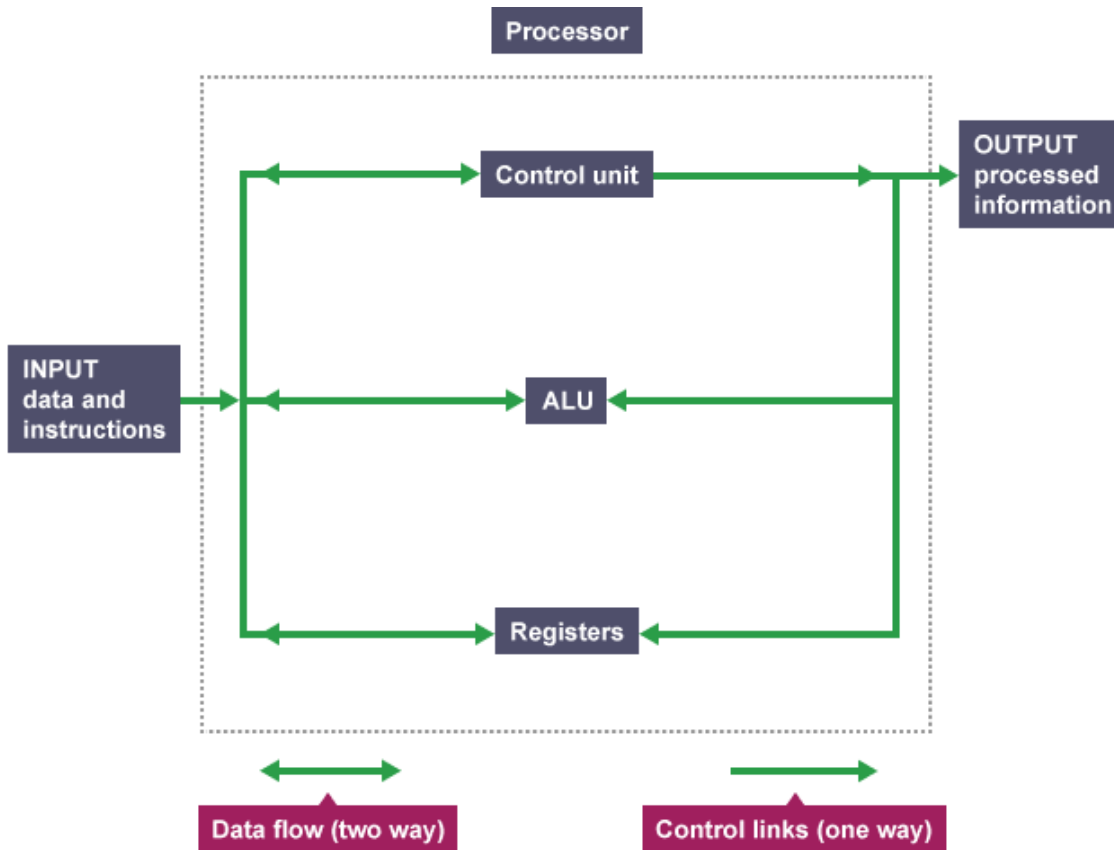 Processor
Control unit
OUTPUT
processed
information
INPUT
data and
instructions
ALU
Registers
Data flow (two way)
Control links (one way)